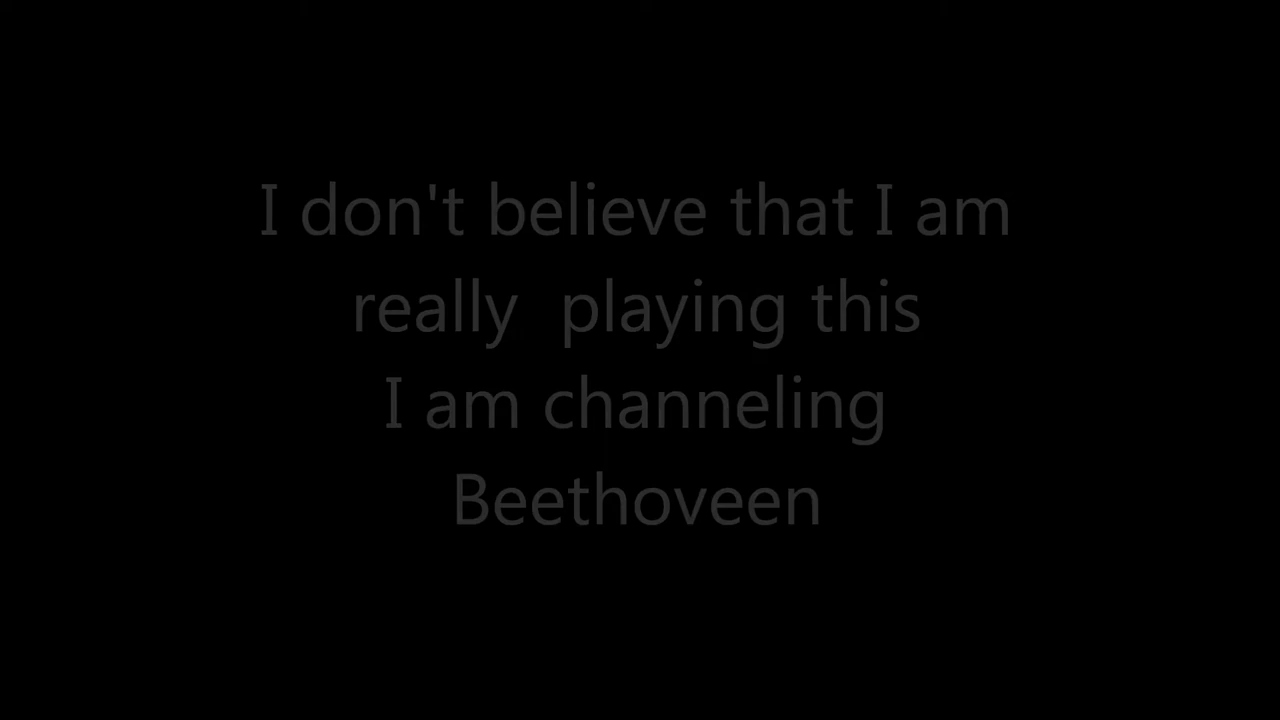 I don't believe that I am
really  playing this
I am channeling
Beethoveen